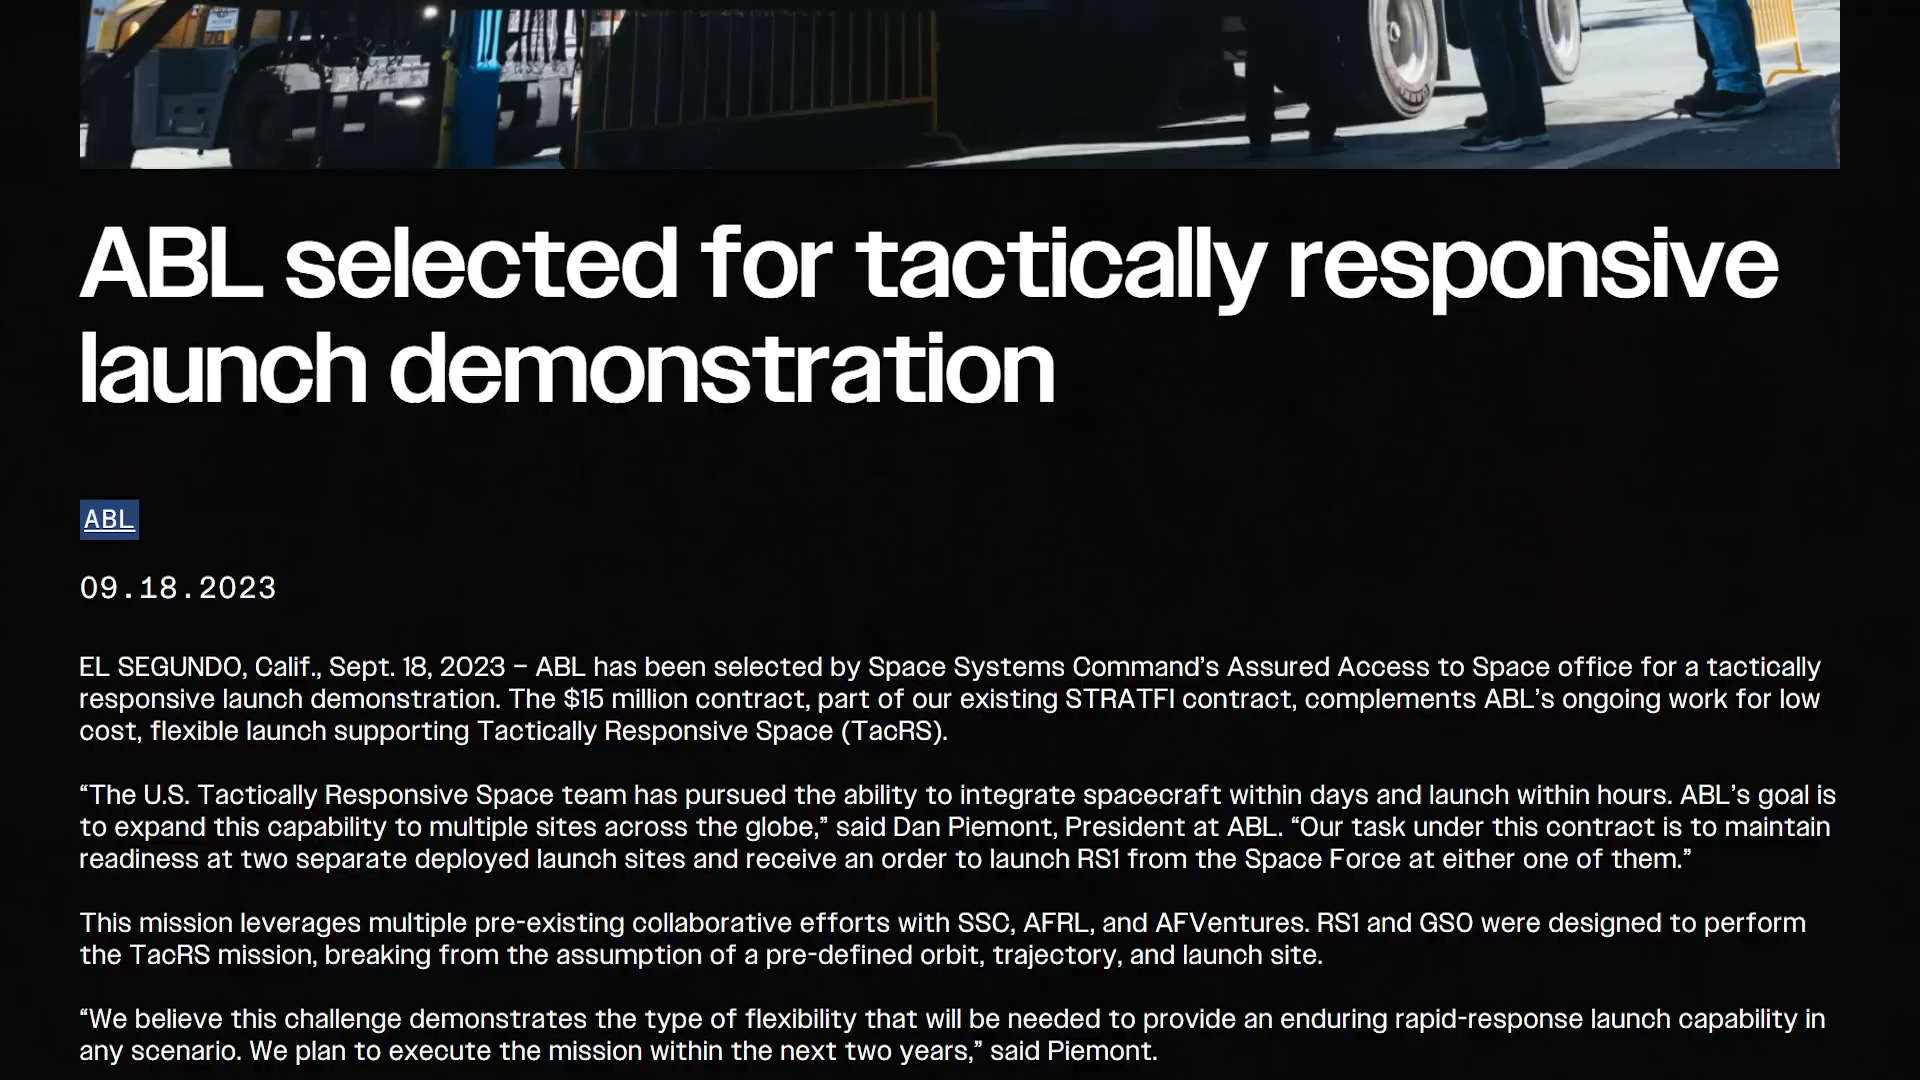 ABL selected for tactically responsive
launch demonstration
ABL
09.18.2023
EL SEGUNDO, Calif., Sept. 18, 2023 – ABL has been selected by Space Systems Command’s Assured Access to Space office for a tactically
responsive launch demonstration. The $15 million contract, part of our existing STRATFI contract, complements ABL’s ongoing work for low
cost, flexible launch supporting Tactically Responsive Space (TacRS).
“The U.S. Tactically Responsive Space team has pursued the ability to integrate spacecraft within days and launch within hours. ABL’s goal is
to expand this capability to multiple sites across the globe,” said Dan Piemont, President at ABL. “Our task under this contract is to maintain
readiness at two separate deployed launch sites and receive an order to launch RS1 from the Space Force at either one of them.”
This mission leverages multiple pre-existing collaborative efforts with SSC, AFRL, and AFVentures. RS1 and GS0 were designed to perform
the TacRS mission, breaking from the assumption of a pre-defined orbit, trajectory, and launch site.
“We believe this challenge demonstrates the type of flexibility that will be needed to provide an enduring rapid-response launch capability in
any scenario. We plan to execute the mission within the next two years,” said Piemont.